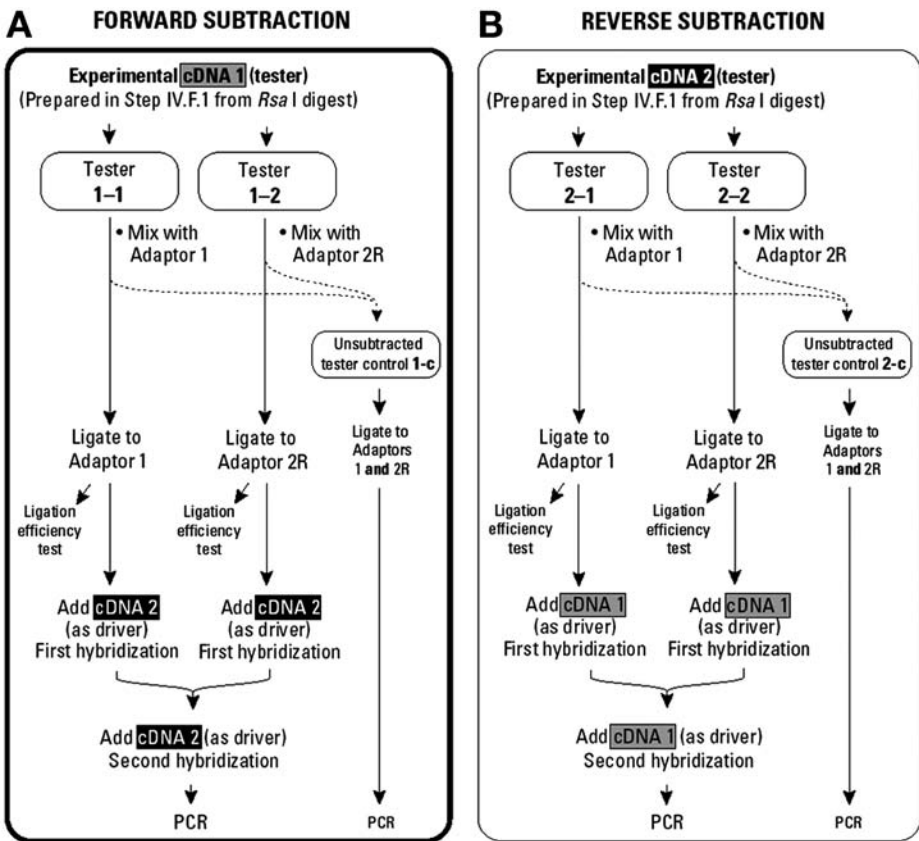 A
FORWARD SUBTRACTION
Experimental cDNA 1 (tester)
(Prepared in Step IV.F.1 from Rsa I digest)
Tester
1–1
Tester
1–2
• Mix with
Adaptor 1
• Mix with
Adaptor 2R
Unsubtracted
tester control 1-c
Ligate to
Adaptor 1
Ligate to
Adaptor 2R
Ligate to
Adaptors
1 and 2R
Ligation
efficiency
test
Ligation
efficiency
test
Add cDNA 2
(as driver)
First hybridization
Add cDNA 2
(as driver)
First hybridization
Add cDNA 2 (as driver)
Second hybridization
PCR
PCR
B
REVERSE SUBTRACTION
Experimental cDNA 2 (tester)
(Prepared in Step IV.F.1 from Rsa I digest)
Tester
2–1
Tester
2–2
• Mix with
Adaptor 1
• Mix with
Adaptor 2R
Unsubtracted
tester control 2-c
Ligate to
Adaptor 1
Ligate to
Adaptor 2R
Ligate to
Adaptors
1 and 2R
Ligation
efficiency
test
Ligation
efficiency
test
Add cDNA 1
(as driver)
First hybridization
Add cDNA 1
(as driver)
First hybridization
Add cDNA 1 (as driver)
Second hybridization
PCR
PCR